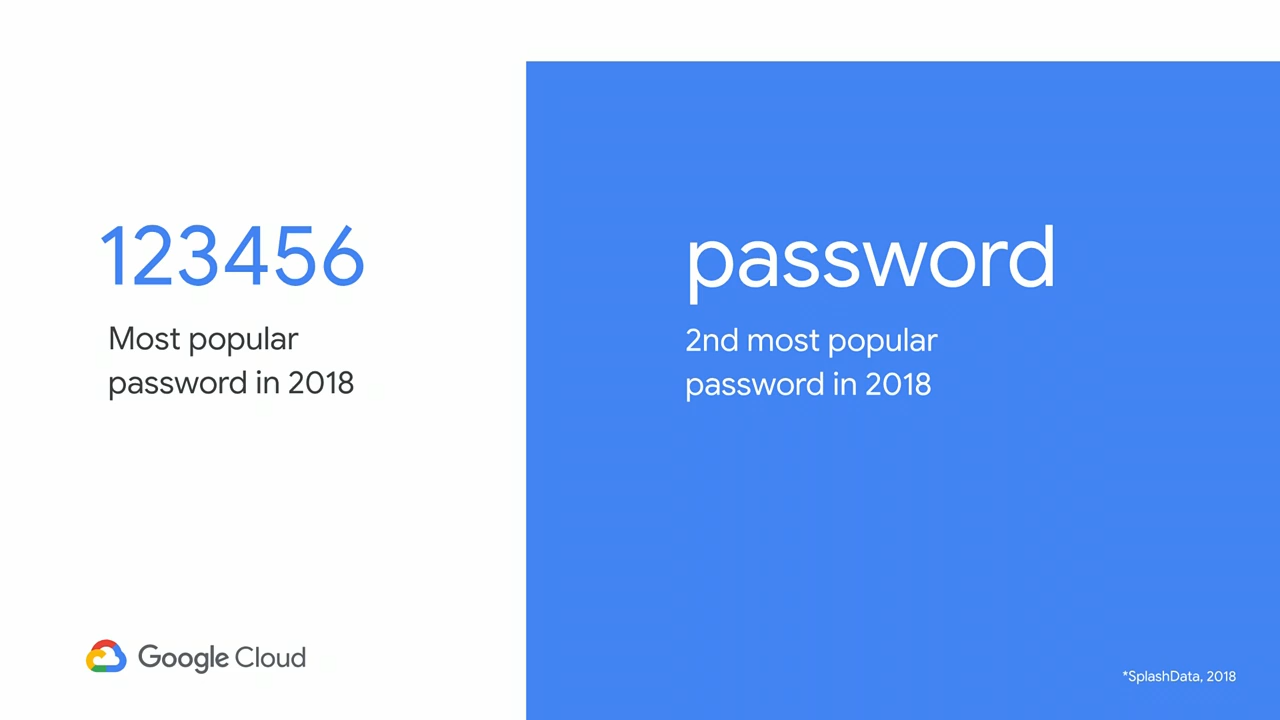 123456
Most popular
password in 2018
password
2nd most popular
password in 2018
Google Cloud
*SplashData, 2018